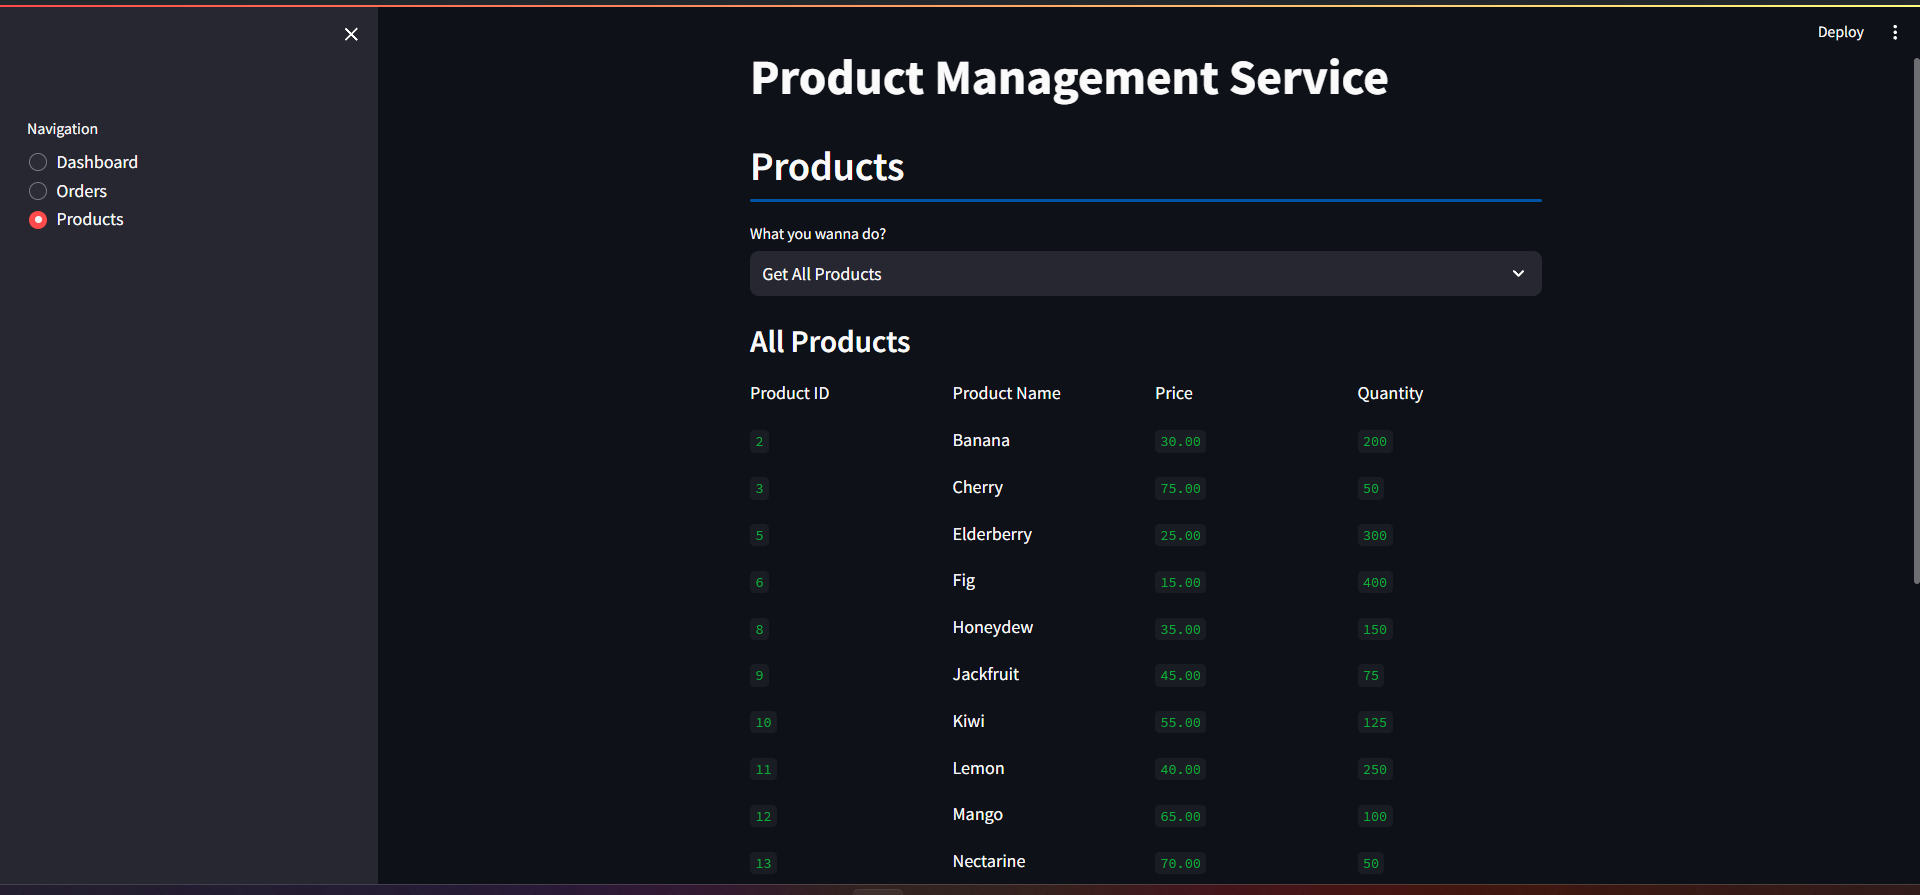 Deploy
Navigation
Dashboard
Orders
Products
Product Management Service
Products
What you wanna do?
Get All Products
All Products
Product ID Product Name Price Quantity
2 Banana 30.00 200
3 Cherry 75.00 50
5 Elderberry 25.00 300
6 Fig 15.00 400
8 Honeydew 35.00 150
9 Jackfruit 45.00 75
10 Kiwi 55.00 125
11 Lemon 40.00 250
12 Mango 65.00 100
13 Nectarine 70.00 50